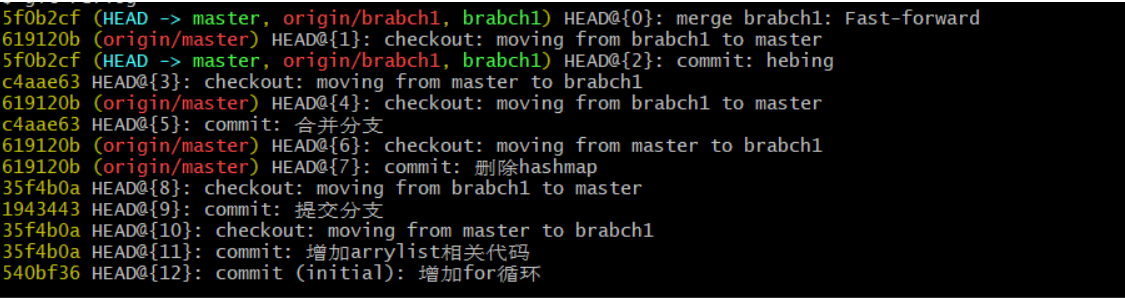 5f0b2cf (HEAD -> master, origin/brabch1, brabch1) HEAD@{0}: merge brabch1: Fast-forward
619120b (origin/master) HEAD@{1}: checkout: moving from brabch1 to master
5f0b2cf (HEAD -> master, origin/brabch1, brabch1) HEAD@{2}: commit: hebing
c4aae63 HEAD@{3}: checkout: moving from master to brabch1
619120b (origin/master) HEAD@{4}: checkout: moving from brabch1 to master
c4aae63 HEAD@{5}: commit: 合并分支
619120b (origin/master) HEAD@{6}: checkout: moving from master to brabch1
619120b (origin/master) HEAD@{7}: commit: 删除hashmap
35f4b0a HEAD@{8}: checkout: moving from brabch1 to master
1943443 HEAD@{9}: commit: 提交分支
35f4b0a HEAD@{10}: checkout: moving from master to brabch1
35f4b0a HEAD@{11}: commit: 增加arrylist相关代码
540bf36 HEAD@{12}: commit (initial): 增加for循环